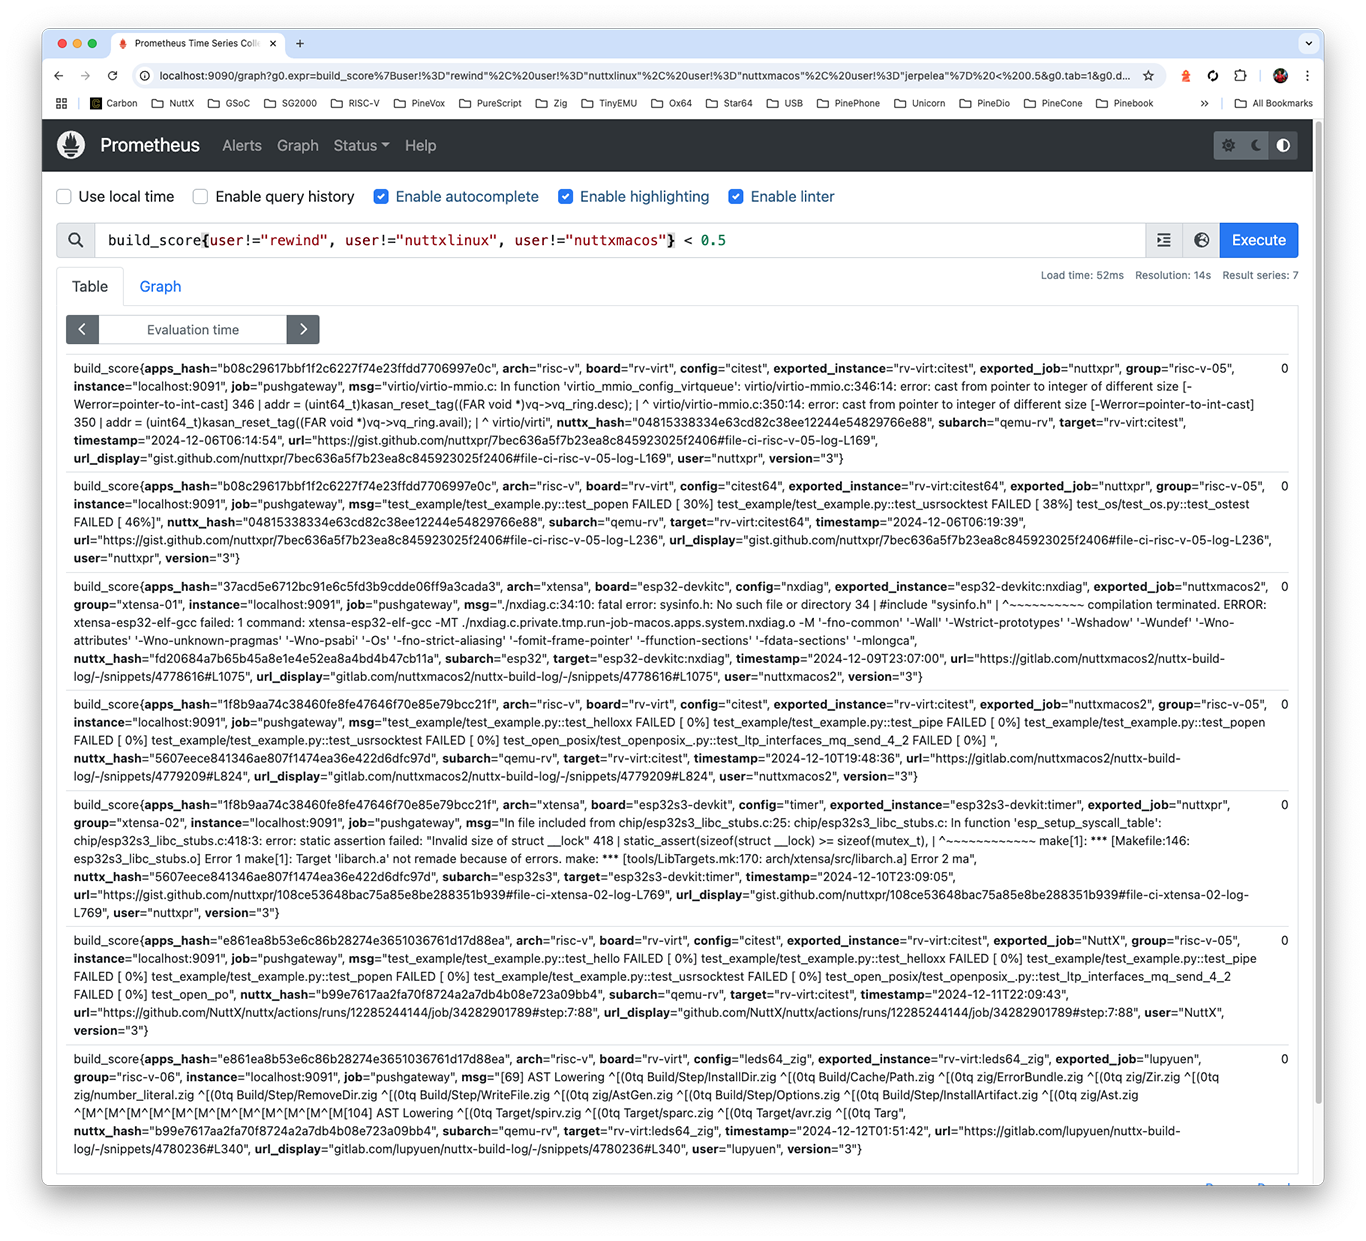 Prometheus Time Series Coll
localhost:9090/graph?g0.expr=build_score%7Buser!%3D"rewind"%2C%20user!%3D"nuttxlinux"%2C%20user!%3D"nuttxmacos"%2C%20user!%3D"jerpelea"%7D%20<%200.5&g0.tab=1&g0.d...
Carbon NuttX GSoC SG2000 RISC-V PineVox PureScript Zig TinyEMU Ox64 Star64 USB PinePhone Unicorn PineDio PineCone Pinebook » All Bookmarks
Prometheus Alerts Graph Status Help
Use local time Enable query history Enable autocomplete Enable highlighting Enable linter
build_score{user!="rewind", user!="nuttxlinux", user!="nuttxmacos"} < 0.5 Execute
Load time: 52ms Resolution: 14s Result series: 7
Table Graph
Evaluation time
build_score{apps_hash="b08c29617bbf1f2c6227f74e23ffdd7706997e0c", arch="risc-v", board="rv-virt", config="citest", exported_instance="rv-virt:citest", exported_job="nuttxpr", group="risc-v-05", 0
instance="localhost:9091", job="pushgateway", msg="virtio/virtio-mmio.c: In function 'virtio_mmio_config_virtqueue': virtio/virtio-mmio.c:346:14: error: cast from pointer to integer of different size [-
Werror=pointer-to-int-cast] 346 | addr = (uint64_t)kasan_reset_tag((FAR void *)vq->vq_ring.desc); | ^ virtio/virtio-mmio.c:350:14: error: cast from pointer to integer of different size [-Werror=pointer-to-int-cast]
350 | addr = (uint64_t)kasan_reset_tag((FAR void *)vq->vq_ring.avail); | ^ virtio/virti", nuttx_hash="04815338334e63cd82c38ee12244e54829766e88", subarch="qemu-rv", target="rv-virt:citest",
timestamp="2024-12-06T06:14:54", url="https://gist.github.com/nuttxpr/7bec636a5f7b23ea8c845923025f2406#file-ci-risc-v-05-log-L169",
url_display="gist.github.com/nuttxpr/7bec636a5f7b23ea8c845923025f2406#file-ci-risc-v-05-log-L169", user="nuttxpr", version="3"}
build_score{apps_hash="b08c29617bbf1f2c6227f74e23ffdd7706997e0c", arch="risc-v", board="rv-virt", config="citest64", exported_instance="rv-virt:citest64", exported_job="nuttxpr", group="risc-v-05", 0
instance="localhost:9091", job="pushgateway", msg="test_example/test_example.py::test_popen FAILED [ 30%] test_example/test_example.py::test_usrsocktest FAILED [ 38%] test_os/test_os.py::test_ostest
FAILED [ 46%]", nuttx_hash="04815338334e63cd82c38ee12244e54829766e88", subarch="qemu-rv", target="rv-virt:citest64", timestamp="2024-12-06T06:19:39",
url="https://gist.github.com/nuttxpr/7bec636a5f7b23ea8c845923025f2406#file-ci-risc-v-05-log-L236", url_display="gist.github.com/nuttxpr/7bec636a5f7b23ea8c845923025f2406#file-ci-risc-v-05-log-L236",
user="nuttxpr", version="3"}
build_score{apps_hash="37acd5e6712bc91e6c5fd3b9cdde06ff9a3cada3", arch="xtensa", board="esp32-devkitc", config="nxdiag", exported_instance="esp32-devkitc:nxdiag", exported_job="nuttxmacos2", 0
group="xtensa-01", instance="localhost:9091", job="pushgateway", msg="./nxdiag.c:34:10: fatal error: sysinfo.h: No such file or directory 34 | #include "sysinfo.h" | ^~~~~~~~~~~ compilation terminated. ERROR:
xtensa-esp32-elf-gcc failed: 1 command: xtensa-esp32-elf-gcc -MT ./nxdiag.c.private.tmp.run-job-macos.apps.system.nxdiag.o -M '-fno-common' '-Wall' '-Wstrict-prototypes' '-Wshadow' '-Wundef' '-Wno-
attributes' '-Wno-unknown-pragmas' '-Wno-psabi' '-Os' '-fno-strict-aliasing' '-fomit-frame-pointer' '-ffunction-sections' '-fdata-sections' '-mlongca",
nuttx_hash="fd20684a7b65b45a8e1e4e52ea8a4bd4b47cb11a", subarch="esp32", target="esp32-devkitc:nxdiag", timestamp="2024-12-09T23:07:00", url="https://gitlab.com/nuttxmacos2/nuttx-build-
log/-/snippets/4778616#L1075", url_display="gitlab.com/nuttxmacos2/nuttx-build-log/-/snippets/4778616#L1075", user="nuttxmacos2", version="3"}
build_score{apps_hash="1f8b9aa74c38460fe8fe47646f70e85e79bcc21f", arch="risc-v", board="rv-virt", config="citest", exported_instance="rv-virt:citest", exported_job="nuttxmacos2", group="risc-v-05", 0
instance="localhost:9091", job="pushgateway", msg="test_example/test_example.py::test_helloxx FAILED [ 0%] test_example/test_example.py::test_pipe FAILED [ 0%] test_example/test_example.py::test_popen
FAILED [ 0%] test_example/test_example.py::test_usrsocktest FAILED [ 0%] test_open_posix/test_openposix_.py::test_ltp_interfaces_mq_send_4_2 FAILED [ 0%] ",
nuttx_hash="5607eece841346ae807f1474ea36e422d6dfc97d", subarch="qemu-rv", target="rv-virt:citest", timestamp="2024-12-10T19:48:36", url="https://gitlab.com/nuttxmacos2/nuttx-build-
log/-/snippets/4779209#L824", url_display="gitlab.com/nuttxmacos2/nuttx-build-log/-/snippets/4779209#L824", user="nuttxmacos2", version="3"}
build_score{apps_hash="1f8b9aa74c38460fe8fe47646f70e85e79bcc21f", arch="xtensa", board="esp32s3-devkit", config="timer", exported_instance="esp32s3-devkit:timer", exported_job="nuttxpr", 0
group="xtensa-02", instance="localhost:9091", job="pushgateway", msg="In file included from chip/esp32s3_libc_stubs.c:25: chip/esp32s3_libc_stubs.c: In function 'esp_setup_syscall_table':
chip/esp32s3_libc_stubs.c:418:3: error: static assertion failed: "Invalid size of struct __lock" 418 | static_assert(sizeof(struct __lock) >= sizeof(mutex_t), | ^~~~~~~~~~~~~ make[1]: *** [Makefile:146:
esp32s3_libc_stubs.o] Error 1 make[1]: Target 'libarch.a' not remade because of errors. make: *** [tools/LibTargets.mk:170: arch/xtensa/src/libarch.a] Error 2 ma",
nuttx_hash="5607eece841346ae807f1474ea36e422d6dfc97d", subarch="esp32s3", target="esp32s3-devkit:timer", timestamp="2024-12-10T23:09:05",
url="https://gist.github.com/nuttxpr/108ce53648bac75a85e8be288351b939#file-ci-xtensa-02-log-L769", url_display="gist.github.com/nuttxpr/108ce53648bac75a85e8be288351b939#file-ci-xtensa-02-log-
L769", user="nuttxpr", version="3"}
build_score{apps_hash="e861ea8b53e6c86b28274e3651036761d17d88ea", arch="risc-v", board="rv-virt", config="citest", exported_instance="rv-virt:citest", exported_job="NuttX", group="risc-v-05", 0
instance="localhost:9091", job="pushgateway", msg="test_example/test_example.py::test_hello FAILED [ 0%] test_example/test_example.py::test_helloxx FAILED [ 0%] test_example/test_example.py::test_pipe
FAILED [ 0%] test_example/test_example.py::test_popen FAILED [ 0%] test_example/test_example.py::test_usrsocktest FAILED [ 0%] test_open_posix/test_openposix_.py::test_ltp_interfaces_mq_send_4_2
FAILED [ 0%] test_open_po", nuttx_hash="b99e7617aa2fa70f8724a2a7db4b08e723a09bb4", subarch="qemu-rv", target="rv-virt:citest", timestamp="2024-12-11T22:09:43",
url="https://github.com/NuttX/nuttx/actions/runs/12285244144/job/34282901789#step:7:88", url_display="github.com/NuttX/nuttx/actions/runs/12285244144/job/34282901789#step:7:88", user="NuttX",
version="3"}
build_score{apps_hash="e861ea8b53e6c86b28274e3651036761d17d88ea", arch="risc-v", board="rv-virt", config="leds64_zig", exported_instance="rv-virt:leds64_zig", exported_job="lupyuen", 0
group="risc-v-06", instance="localhost:9091", job="pushgateway", msg="[69] AST Lowering ^[(0tq Build/Step/InstallDir.zig ^[(0tq Build/Cache/Path.zig ^[(0tq zig/ErrorBundle.zig ^[(0tq zig/Zir.zig ^[(0tq
zig/number_literal.zig ^[(0tq Build/Step/RemoveDir.zig ^[(0tq Build/Step/WriteFile.zig ^[(0tq zig/AstGen.zig ^[(0tq Build/Step/Options.zig ^[(0tq Build/Step/InstallArtifact.zig ^[(0tq zig/Ast.zig
^[M^[M^[M^[M^[M^[M^[M^[M^[M^[M^[M^[M^[M[104] AST Lowering ^[(0tq Target/spirv.zig ^[(0tq Target/sparc.zig ^[(0tq Target/avr.zig ^[(0tq Targ",
nuttx_hash="b99e7617aa2fa70f8724a2a7db4b08e723a09bb4", subarch="qemu-rv", target="rv-virt:leds64_zig", timestamp="2024-12-12T01:51:42", url="https://gitlab.com/lupyuen/nuttx-build-
log/-/snippets/4780236#L340", url_display="gitlab.com/lupyuen/nuttx-build-log/-/snippets/4780236#L340", user="lupyuen", version="3"}